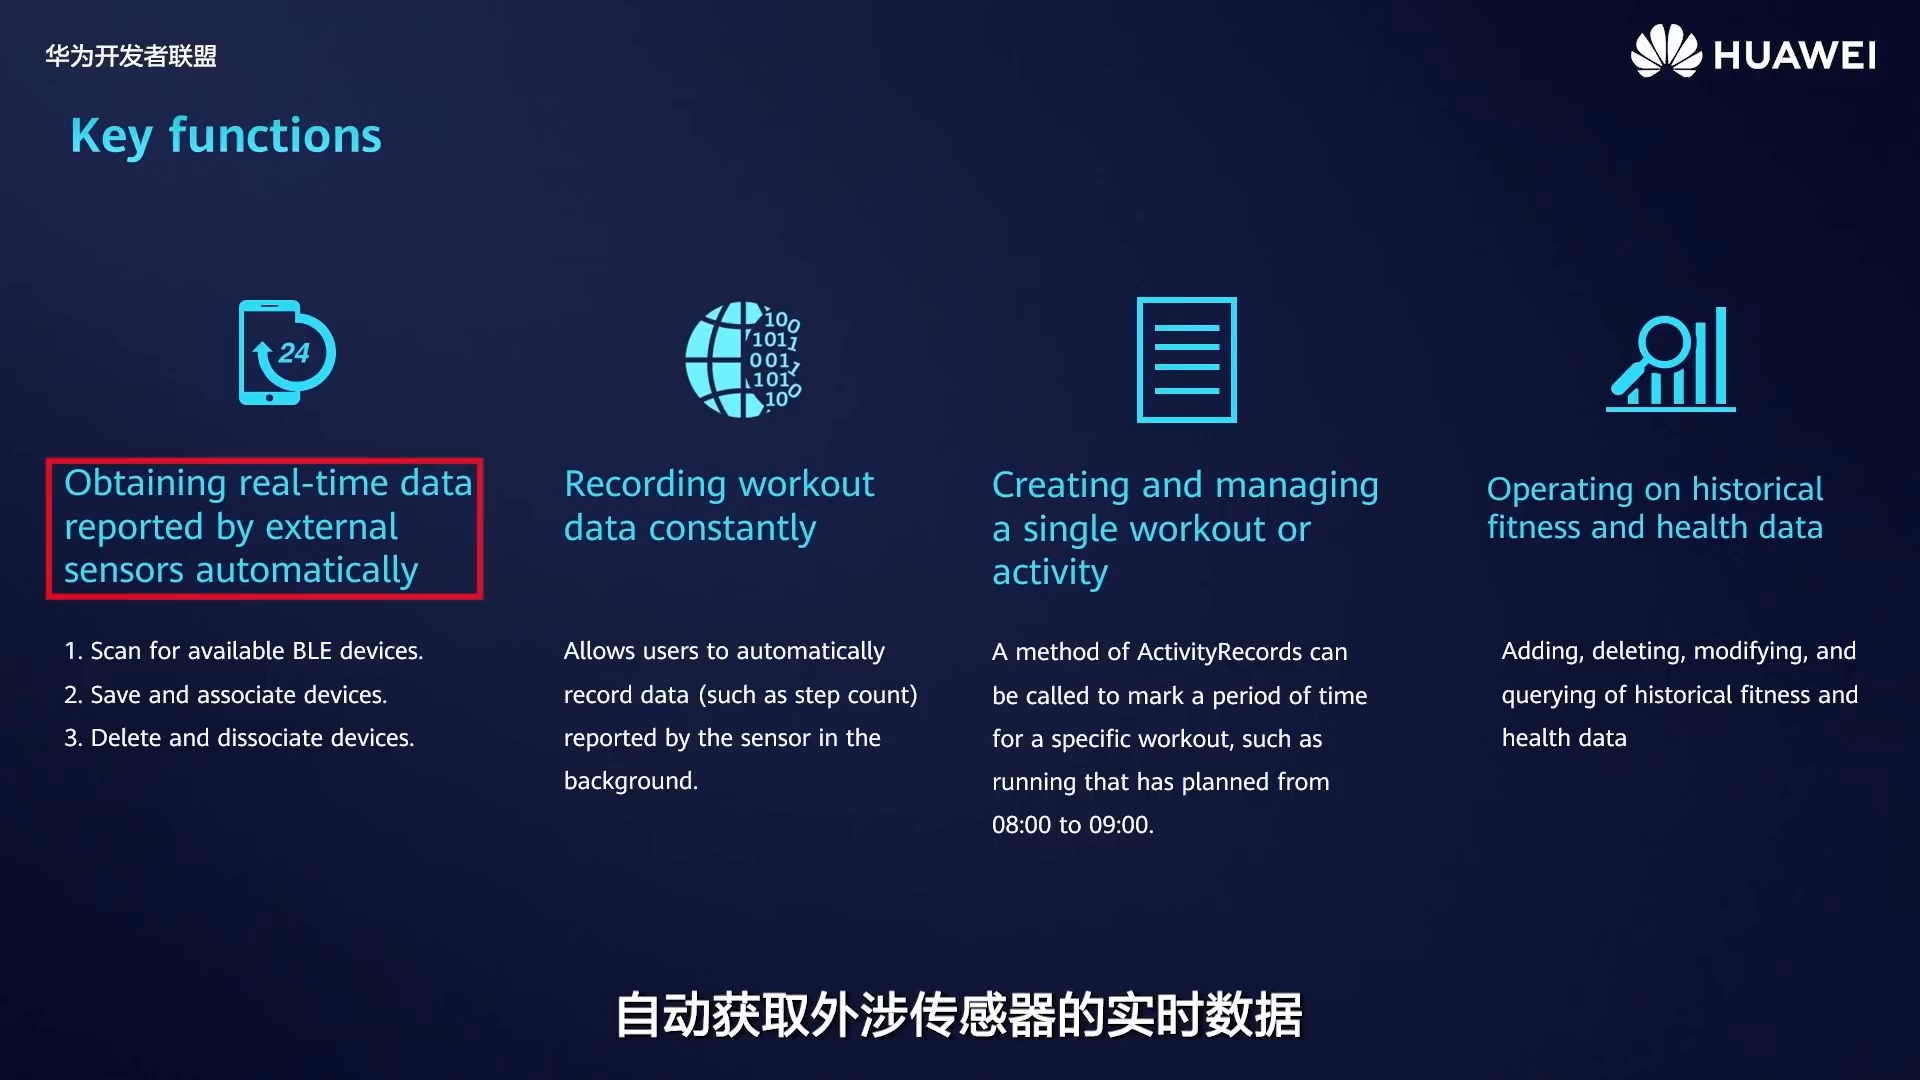 华为开发者联盟
HUAWEI
Key functions
24
100
1011
0011
1010
10
Obtaining real-time data
reported by external
sensors automatically
1. Scan for available BLE devices.
2. Save and associate devices.
3. Delete and dissociate devices.
Recording workout
data constantly
Allows users to automatically
record data (such as step count)
reported by the sensor in the
background.
Creating and managing
a single workout or
activity
A method of ActivityRecords can
be called to mark a period of time
for a specific workout, such as
running that has planned from
08:00 to 09:00.
Operating on historical
fitness and health data
Adding, deleting, modifying, and
querying of historical fitness and
health data
自动获取外涉传感器的实时数据